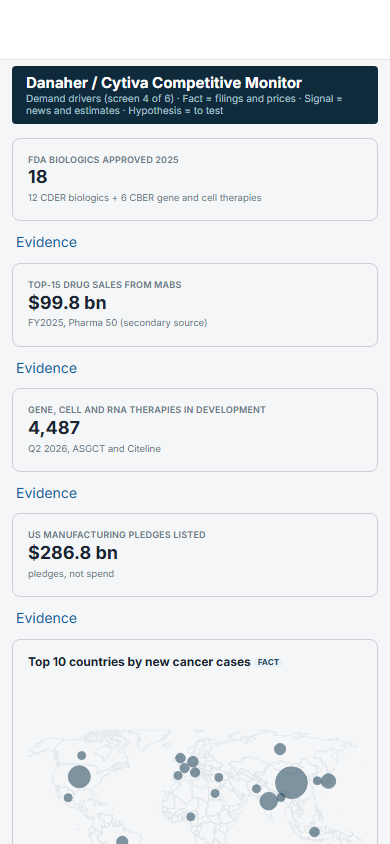 Danaher / Cytiva Competitive Monitor
Demand drivers (screen 4 of 6) · Fact = filings and prices · Signal =
news and estimates · Hypothesis = to test
FDA BIOLOGICS APPROVED 2025
18
12 CDER biologics + 6 CBER gene and cell therapies
Evidence
TOP-15 DRUG SALES FROM MABS
$99.8 bn
FY2025, Pharma 50 (secondary source)
Evidence
GENE, CELL AND RNA THERAPIES IN DEVELOPMENT
4,487
Q2 2026, ASGCT and Citeline
Evidence
US MANUFACTURING PLEDGES LISTED
$286.8 bn
pledges, not spend
Evidence
Top 10 countries by new cancer cases FACT